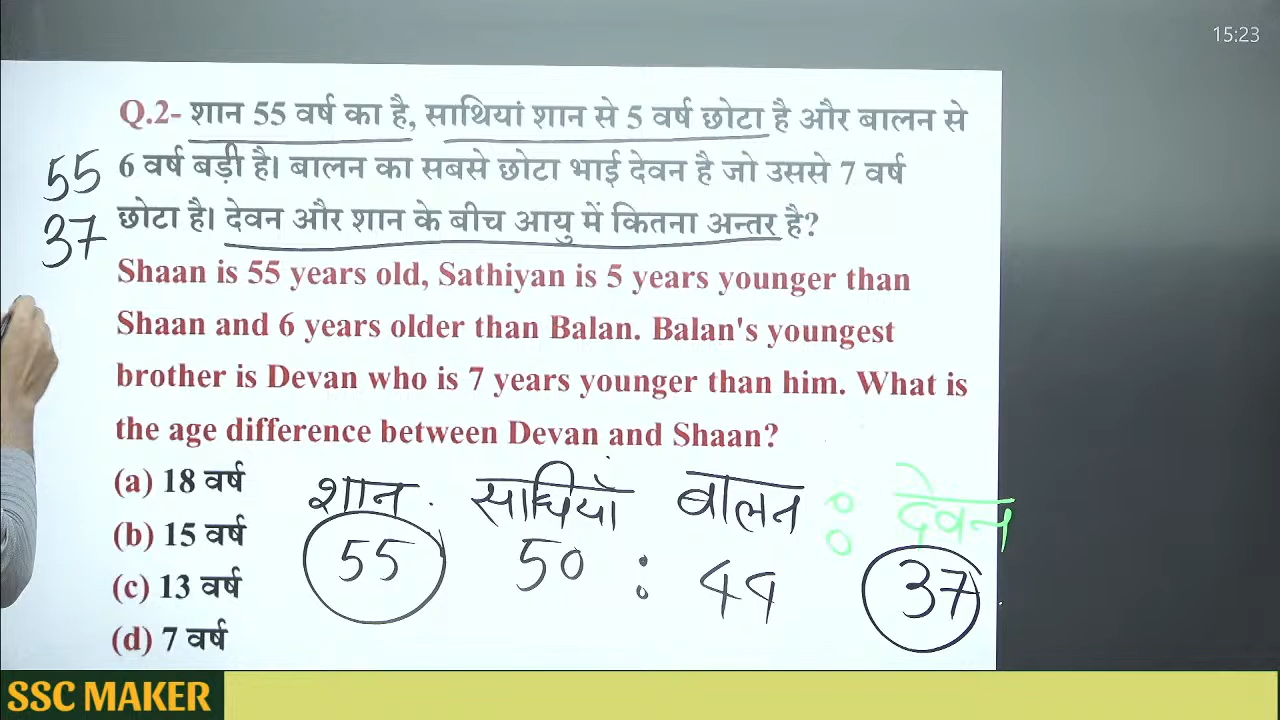 15:23
Q.2- शान 55 वर्ष का है, साथियां शान से 5 वर्ष छोटा है और बालन से
6 वर्ष बड़ी है। बालन का सबसे छोटा भाई देवन है जो उससे 7 वर्ष
छोटा है। देवन और शान के बीच आयु में कितना अन्तर है?
55
37
Shaan is 55 years old, Sathiyan is 5 years younger than
Shaan and 6 years older than Balan. Balan's youngest
brother is Devan who is 7 years younger than him. What is
the age difference between Devan and Shaan?
(a) 18 वर्ष
(b) 15 वर्ष
(c) 13 वर्ष
(d) 7 वर्ष
शान साथियाँ बालन : देवन
55 50 : 44 37
SSC MAKER